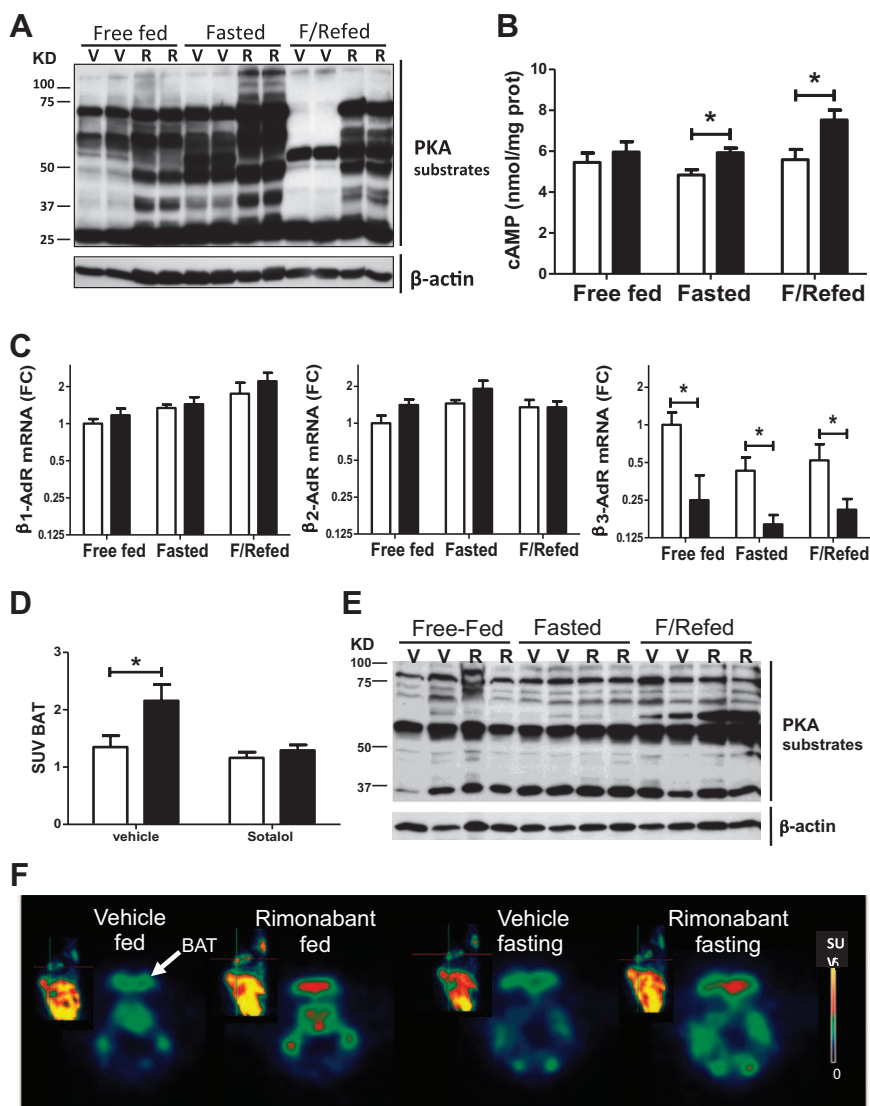 A
Free fed Fasted F/Refed
KD V V R R V V R R V V R R
100
75
50
37
25
PKA
substrates
β-actin
B
cAMP (nmol/mg prot)
10
8
6
4
2
0
* *
Free fed Fasted F/Refed
C
β1-AdR mRNA (FC)
2
1
0.5
0.25
0.125
Free fed Fasted F/Refed
β2-AdR mRNA (FC)
2
1
0.5
0.25
0.125
Free fed Fasted F/Refed
β3-AdR mRNA (FC)
2
1
0.5
0.25
0.125
* * *
Free fed Fasted F/Refed
D
SUV BAT
3
2
1
0
*
vehicle Sotalol
E
Free-Fed Fasted F/Refed
KD V V R R V V R R V V R R
100
75
50
37
PKA
substrates
β-actin
F
Vehicle
fed
BAT
Rimonabant
fed
Vehicle
fasting
Rimonabant
fasting
SU
0